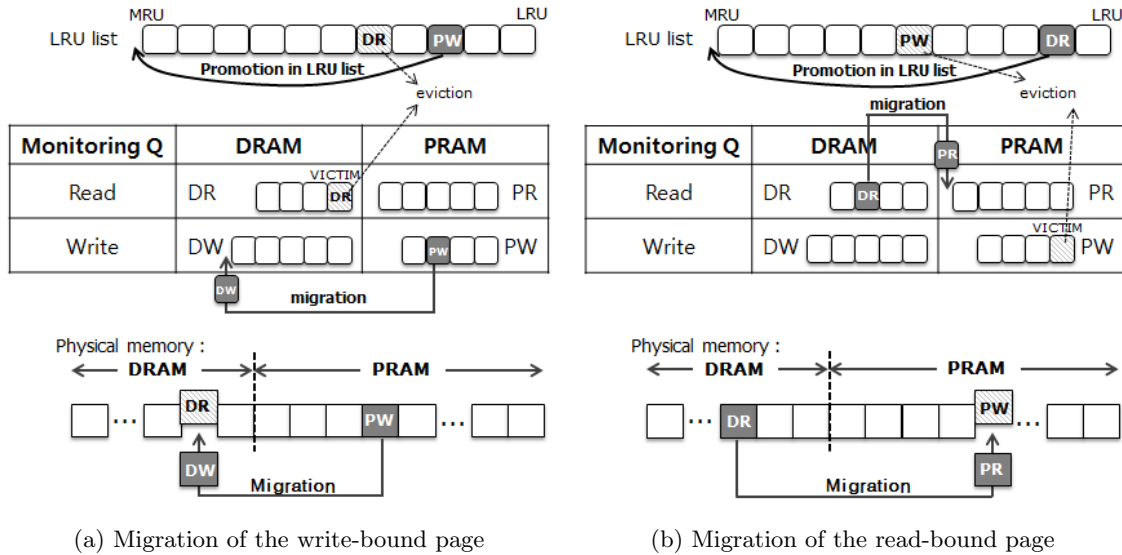 MRU LRU
LRU list DR PW
Promotion in LRU list
eviction
Monitoring Q DRAM PRAM
VICTIM
Read DR DR PR
Write DW PW PW
DW
migration
Physical memory :
DRAM PRAM
... DR PW ...
DW
Migration
(a) Migration of the write-bound page
MRU LRU
LRU list PW DR
Promotion in LRU list
eviction
migration
Monitoring Q DRAM PRAM
PR
Read DR DR PR
VICTIM
Write DW PW
Physical memory :
DRAM PRAM
... DR PW ...
PR
Migration
(b) Migration of the read-bound page